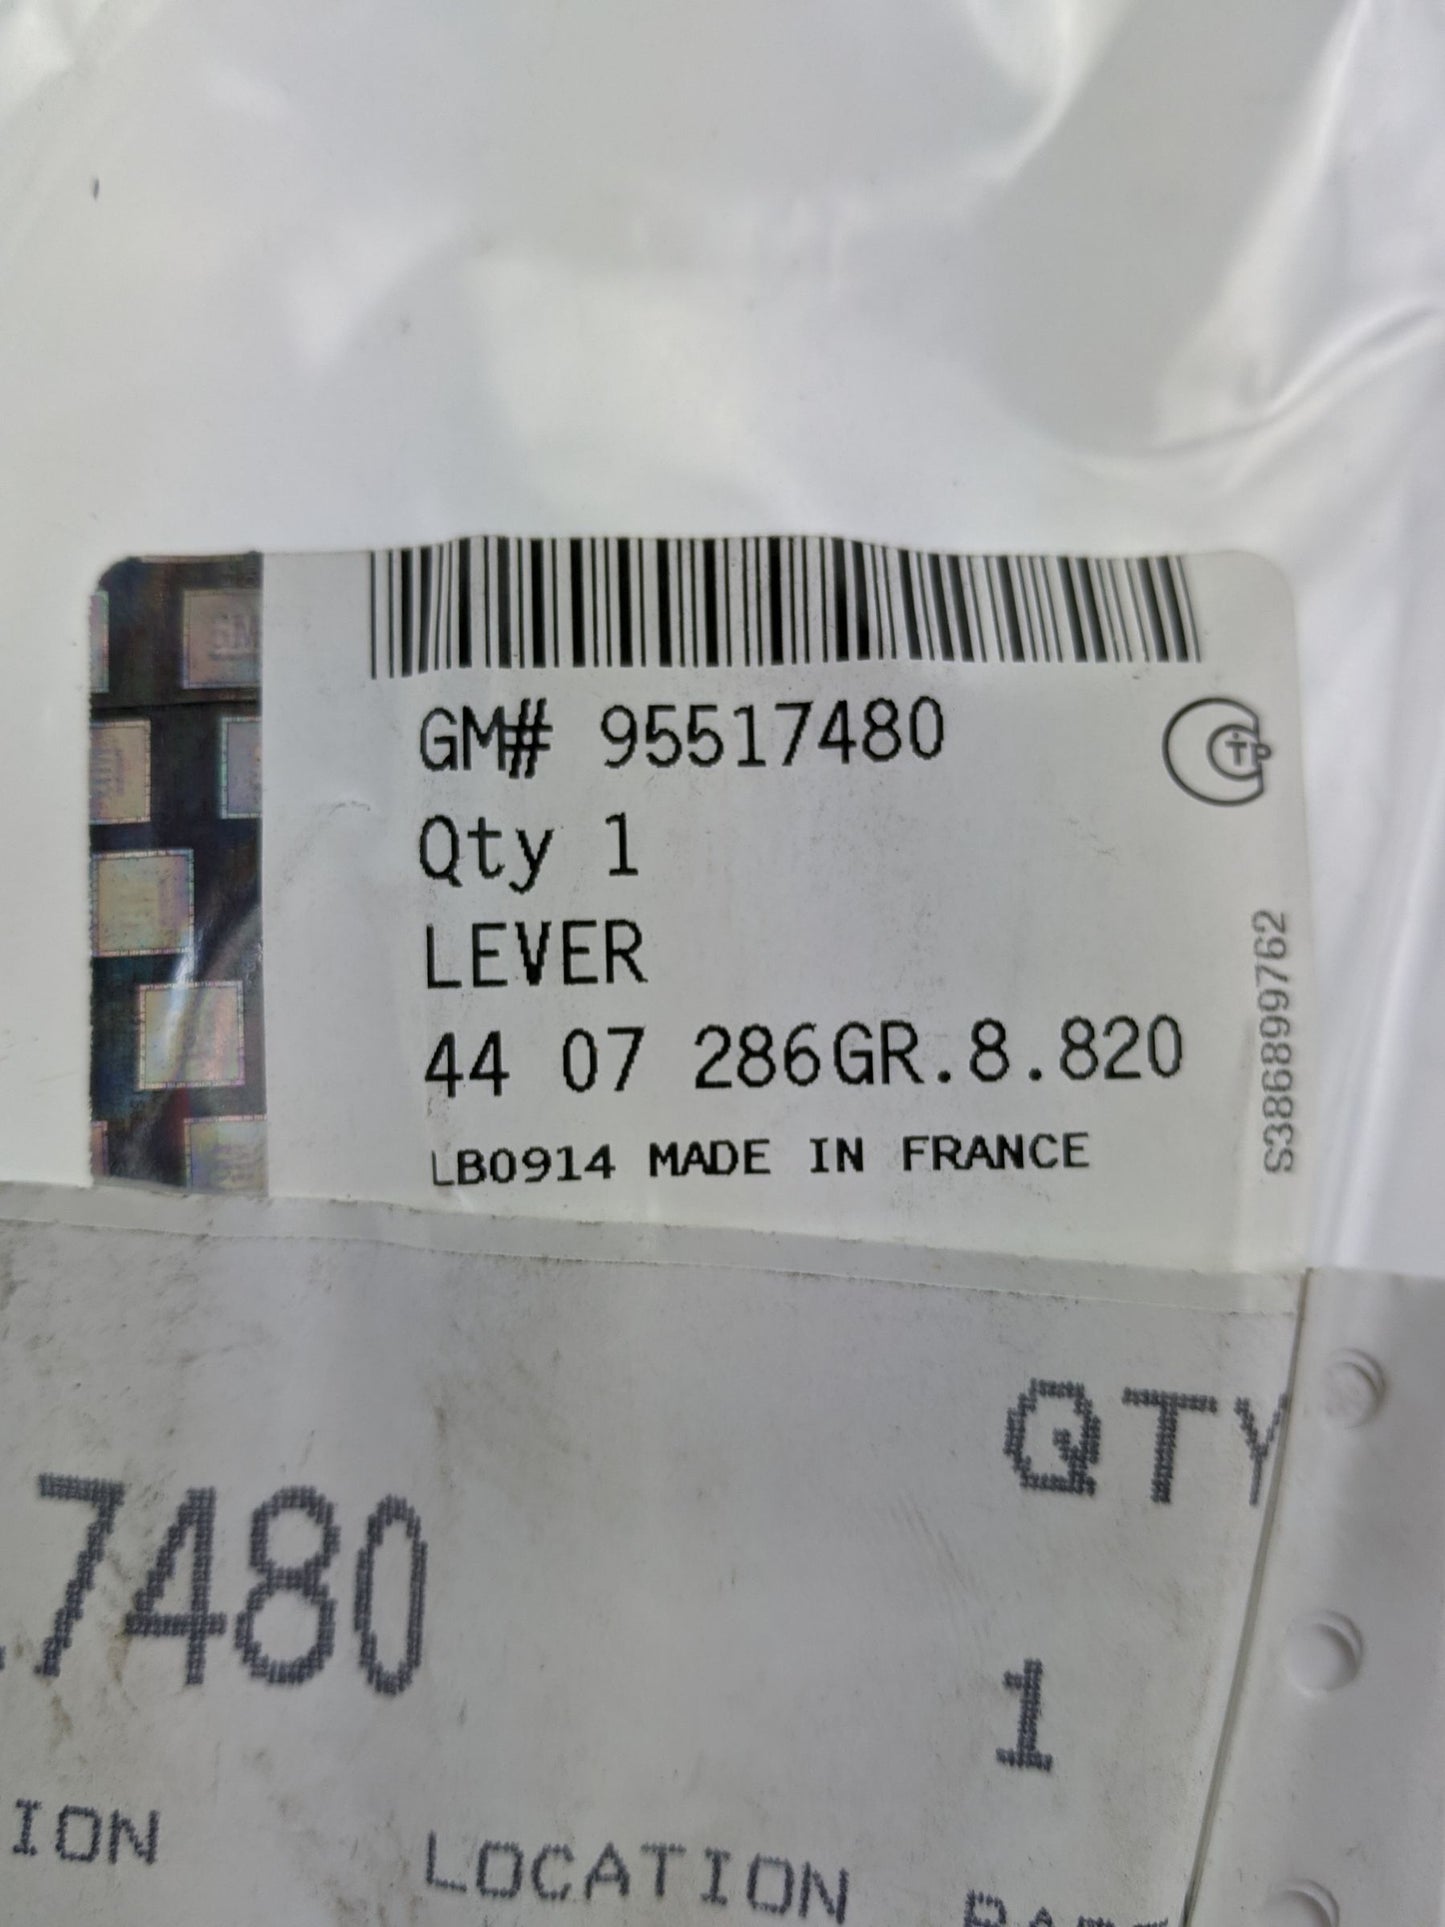 GM# 95517480
Qty 1
LEVER
44 07 286GR.8.820
LB0914 MADE IN FRANCE
S386899762
QTY
7480
1
ION
LOCATION